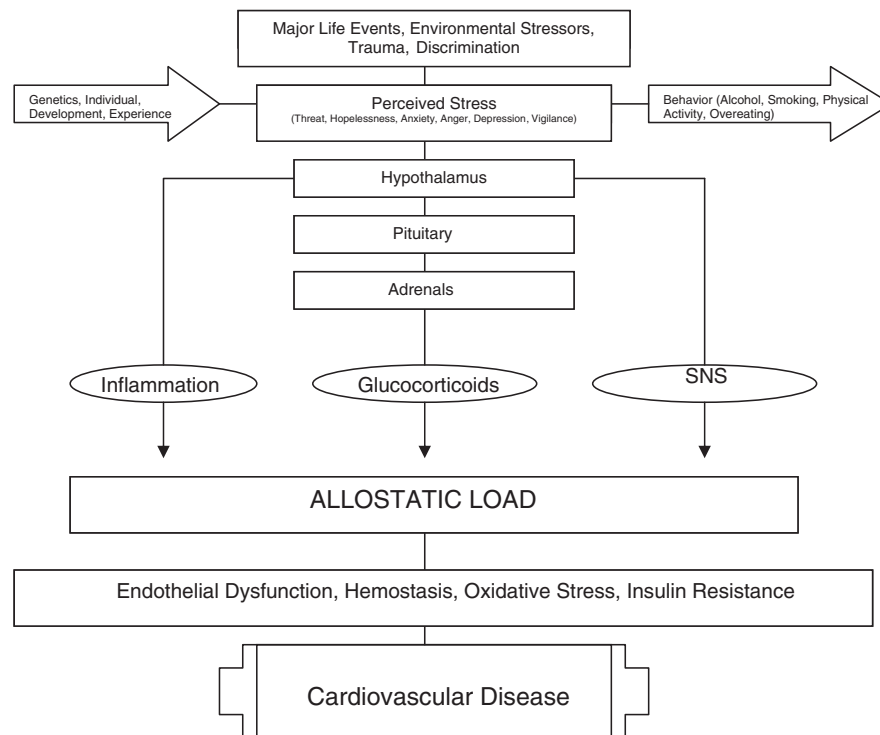 Major Life Events, Environmental Stressors,
Trauma, Discrimination
Genetics, Individual,
Development, Experience
Perceived Stress
(Threat, Hopelessness, Anxiety, Anger, Depression, Vigilance)
Behavior (Alcohol, Smoking, Physical
Activity, Overeating)
Hypothalamus
Pituitary
Adrenals
Inflammation
Glucocorticoids
SNS
ALLOSTATIC LOAD
Endothelial Dysfunction, Hemostasis, Oxidative Stress, Insulin Resistance
Cardiovascular Disease